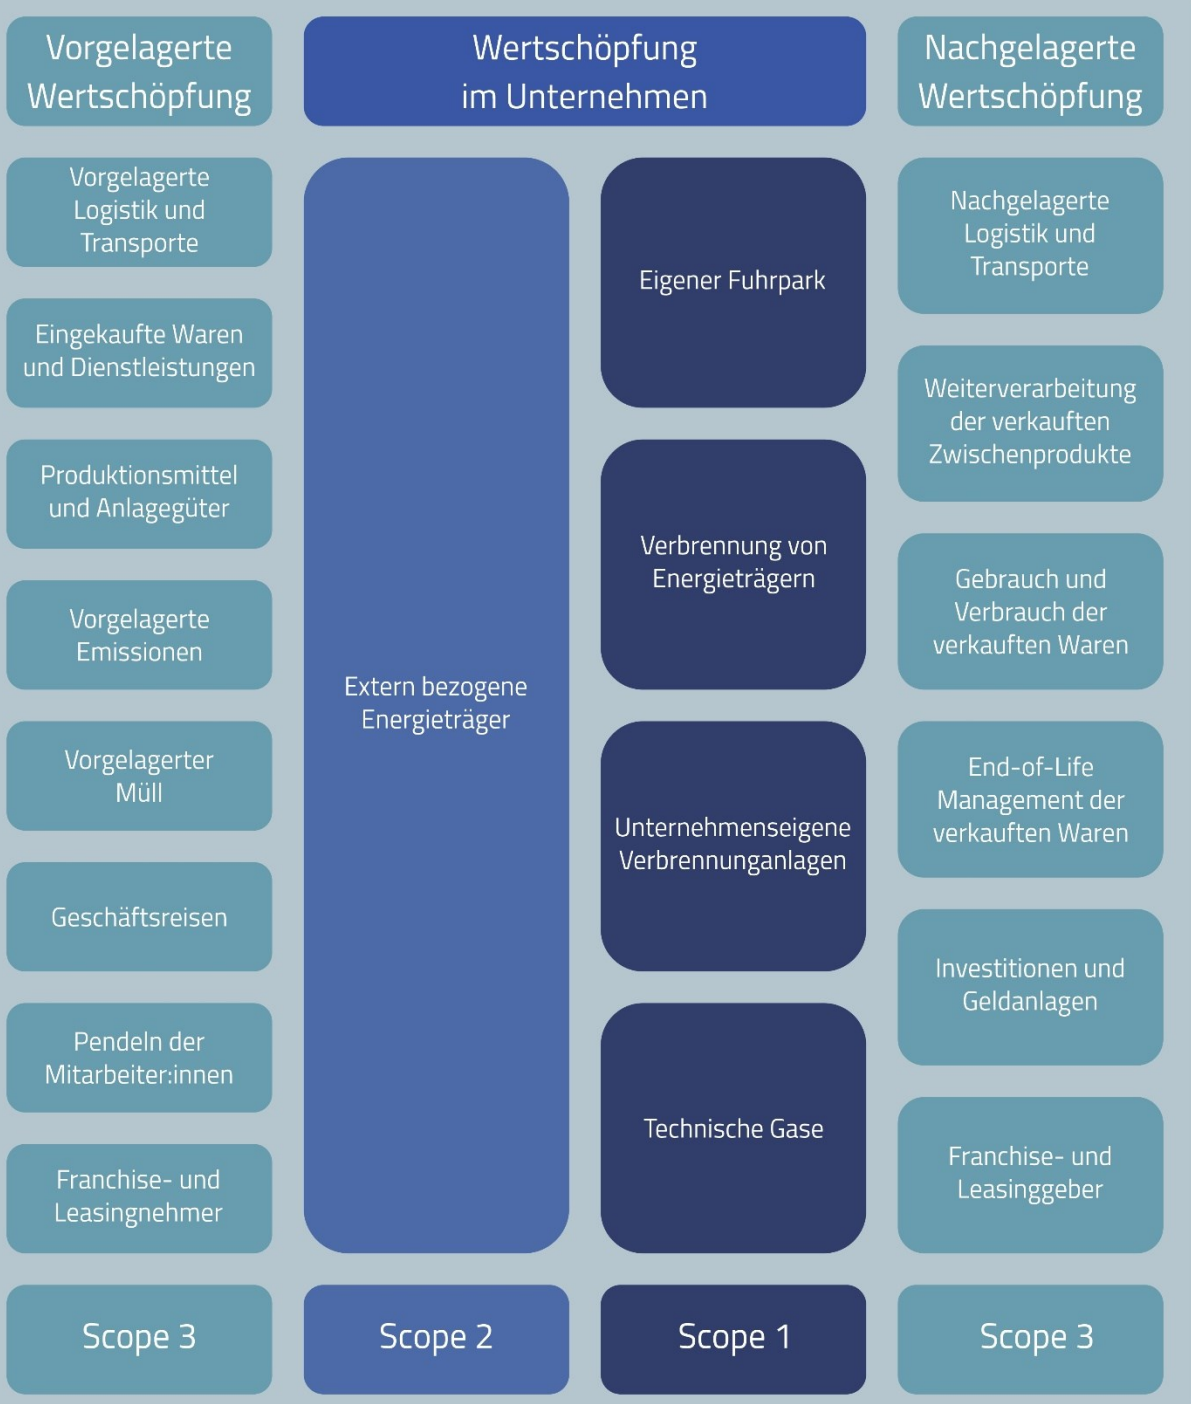 Vorgelagerte
Wertschöpfung
Wertschöpfung
im Unternehmen
Nachgelagerte
Wertschöpfung
Vorgelagerte
Logistik und
Transporte
Eingekaufte Waren
und Dienstleistungen
Produktionsmittel
und Anlagegüter
Vorgelagerte
Emissionen
Vorgelagerter
Müll
Geschäftsreisen
Pendeln der
Mitarbeiter:innen
Franchise- und
Leasingnehmer
Scope 3
Extern bezogene
Energieträger
Scope 2
Eigener Fuhrpark
Verbrennung von
Energieträgern
Unternehmenseigene
Verbrennunganlagen
Technische Gase
Scope 1
Nachgelagerte
Logistik und
Transporte
Weiterverarbeitung
der verkauften
Zwischenprodukte
Gebrauch und
Verbrauch der
verkauften Waren
End-of-Life
Management der
verkauften Waren
Investitionen und
Geldanlagen
Franchise- und
Leasinggeber
Scope 3